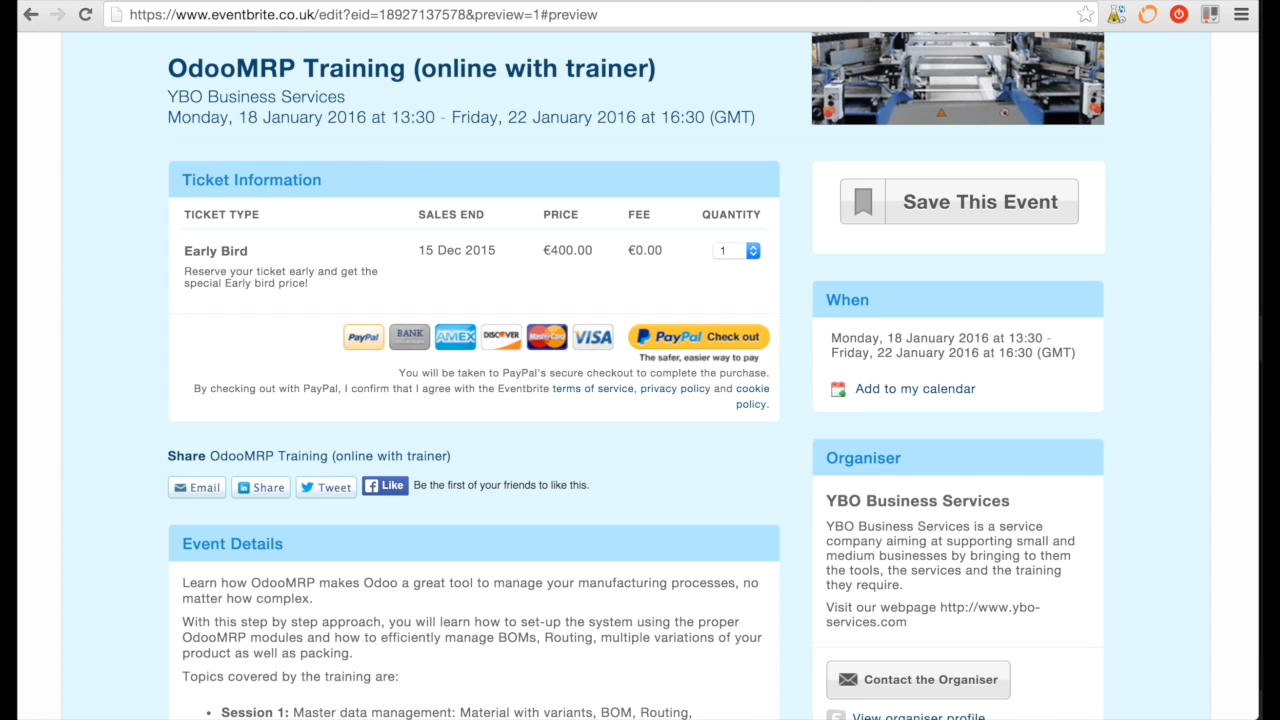 https://www.eventbrite.co.uk/edit?eid=18927137578&preview=1#preview
OdooMRP Training (online with trainer)
YBO Business Services
Monday, 18 January 2016 at 13:30 - Friday, 22 January 2016 at 16:30 (GMT)
Ticket Information
TICKET TYPE SALES END PRICE FEE QUANTITY
Early Bird 15 Dec 2015 €400.00 €0.00 1
Reserve your ticket early and get the
special Early bird price!
PayPal BANK AMEX DISCOVER MasterCard VISA PayPal Check out
The safer, easier way to pay
You will be taken to PayPal's secure checkout to complete the purchase.
By checking out with PayPal, I confirm that I agree with the Eventbrite terms of service, privacy policy and cookie
policy.
Share OdooMRP Training (online with trainer)
Email Share Tweet Like Be the first of your friends to like this.
Event Details
Learn how OdooMRP makes Odoo a great tool to manage your manufacturing processes, no
matter how complex.
With this step by step approach, you will learn how to set-up the system using the proper
OdooMRP modules and how to efficiently manage BOMs, Routing, multiple variations of your
product as well as packing.
Topics covered by the training are:
• Session 1: Master data management: Material with variants, BOM, Routing,
Save This Event
When
Monday, 18 January 2016 at 13:30 -
Friday, 22 January 2016 at 16:30 (GMT)
Add to my calendar
Organiser
YBO Business Services
YBO Business Services is a service
company aiming at supporting small and
medium businesses by bringing to them
the tools, the services and the training
they require.
Visit our webpage http://www.ybo-
services.com
Contact the Organiser
View organiser profile